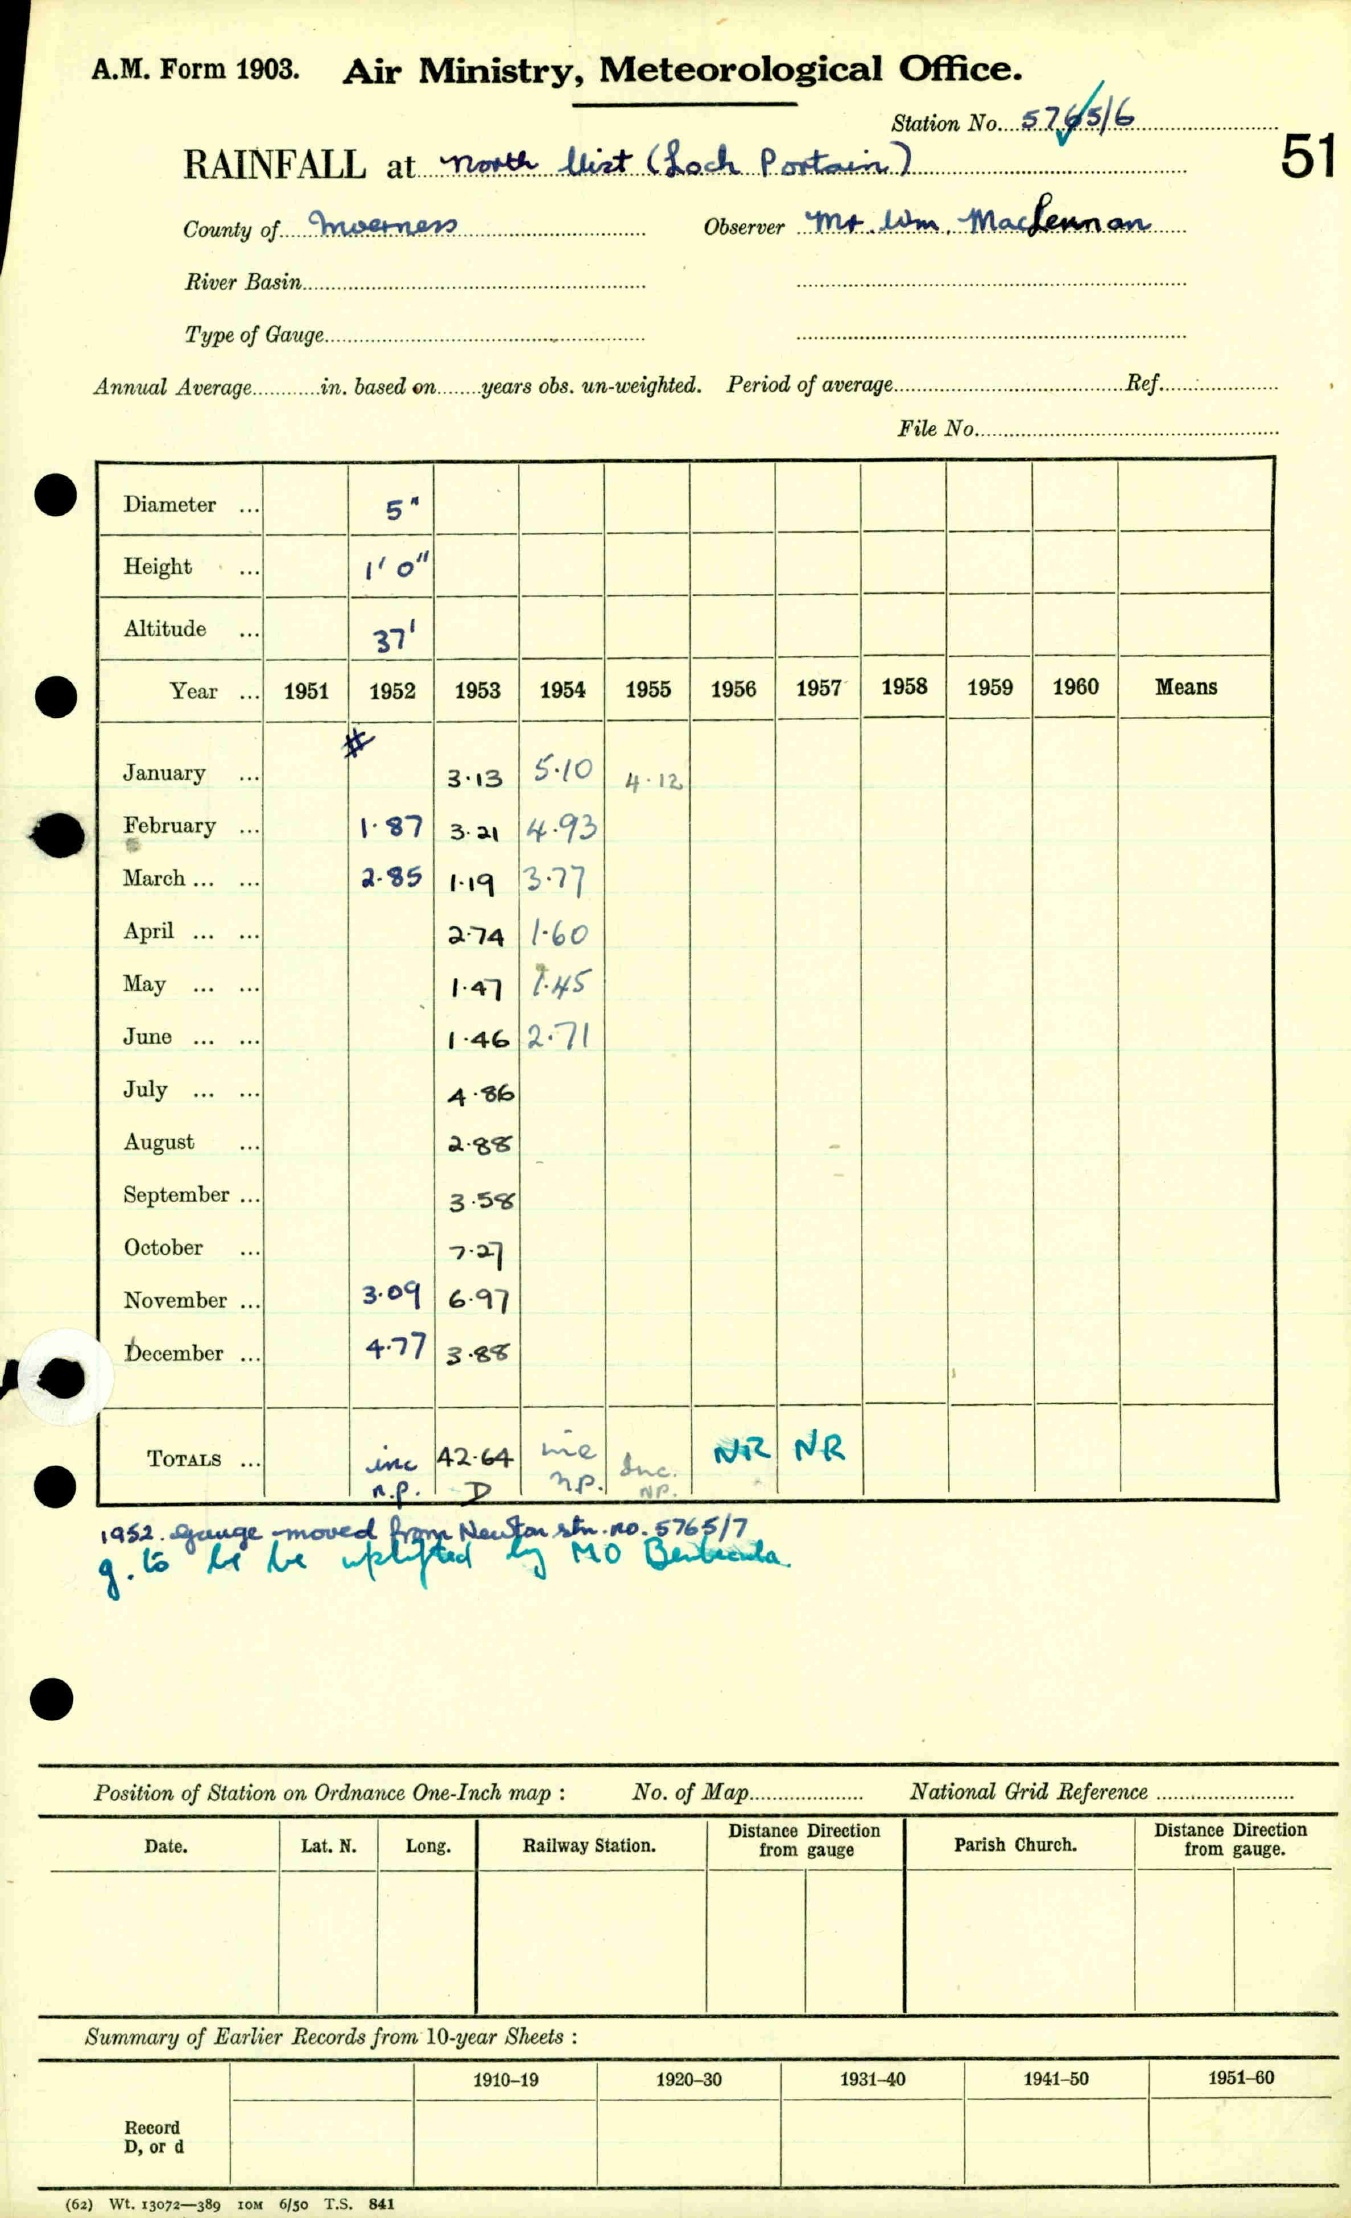 A.M. Form 1903. Air Ministry, Meteorological Office.
Station No. 5765/6
51
RAINFALL at North Uist (Loch Portain)
County of Inverness Observer Mr. Wm. MacLennan
River Basin
Type of Gauge
Annual Average in. based on years obs. un-weighted. Period of average Ref.
File No.
Diameter ... 5"
Height ... 1' 0"
Altitude ... 37'
Year ... 1951 1952 1953 1954 1955 1956 1957 1958 1959 1960 Means
#
January ... 3.13 5.10 4.12
February ... 1.87 3.21 4.93
March ... ... 2.85 1.19 3.77
April ... ... 2.74 1.60
May ... ... 1.47 1.45
June ... ... 1.46 2.71
July ... ... 4.86
August ... 2.88
September ... 3.58
October ... 7.27
November ... 3.09 6.97
December ... 4.77 3.88
TOTALS ... inc 42.64 inc Inc. NR NR
n.p. D n.p. NP.
1952. Gauge moved from Newton stn. no. 5765/7
g. to be be uplifted by MO Benbecula
Position of Station on Ordnance One-Inch map : No. of Map National Grid Reference
Date. Lat. N. Long. Railway Station. Distance Direction from gauge Parish Church. Distance Direction from gauge.
Summary of Earlier Records from 10-year Sheets :
1910–19 1920–30 1931–40 1941–50 1951–60
Record
D, or d
(62) Wt. 13072—389 10M 6/50 T.S. 841